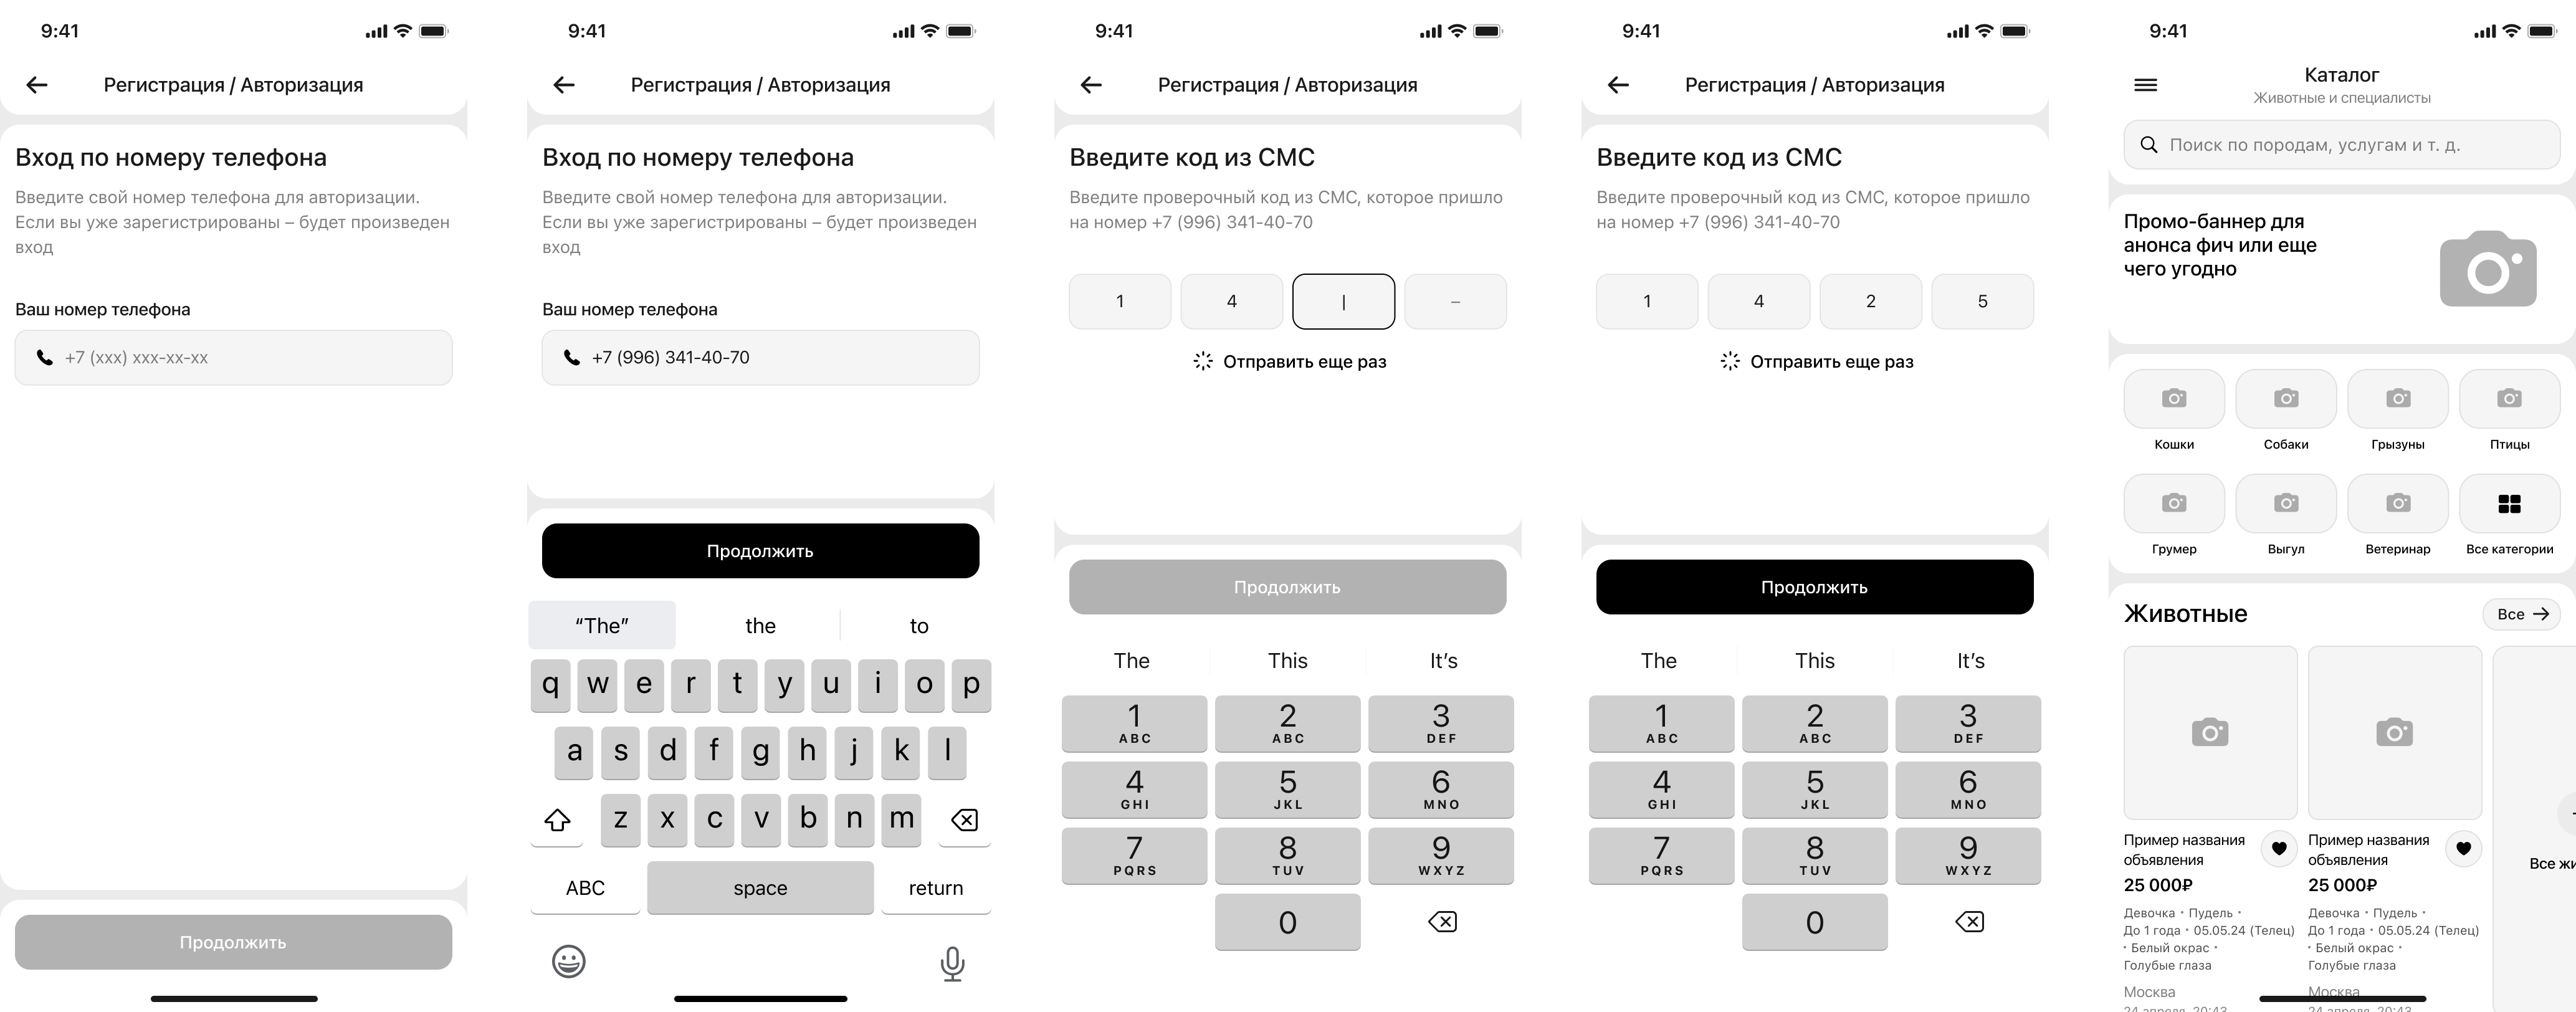 9:41
Регистрация / Авторизация
Вход по номеру телефона
Введите свой номер телефона для авторизации.
Если вы уже зарегистрированы – будет произведен
вход
Ваш номер телефона
+7 (xxx) xxx-xx-xx
Продолжить
9:41
Регистрация / Авторизация
Вход по номеру телефона
Введите свой номер телефона для авторизации.
Если вы уже зарегистрированы – будет произведен
вход
Ваш номер телефона
+7 (996) 341-40-70
Продолжить
“The” the to
q w e r t y u i o p
a s d f g h j k l
z x c v b n m
ABC space return
9:41
Регистрация / Авторизация
Введите код из СМС
Введите проверочный код из СМС, которое пришло
на номер +7 (996) 341-40-70
1 4 | –
Отправить еще раз
Продолжить
The This It’s
1 2 3
ABC ABC DEF
4 5 6
GHI JKL MNO
7 8 9
PQRS TUV WXYZ
0
9:41
Регистрация / Авторизация
Введите код из СМС
Введите проверочный код из СМС, которое пришло
на номер +7 (996) 341-40-70
1 4 2 5
Отправить еще раз
Продолжить
The This It’s
1 2 3
ABC ABC DEF
4 5 6
GHI JKL MNO
7 8 9
PQRS TUV WXYZ
0
9:41
Каталог
Животные и специалисты
Поиск по породам, услугам и т. д.
Промо-баннер для
анонса фич или еще
чего угодно
Кошки Собаки Грызуны Птицы
Грумер Выгул Ветеринар Все категории
Животные
Все
Пример названия
объявления
25 000₽
Девочка • Пудель •
До 1 года • 05.05.24 (Телец)
• Белый окрас •
Голубые глаза
Москва
24 апреля, 20:43
Пример названия
объявления
25 000₽
Девочка • Пудель •
До 1 года • 05.05.24 (Телец)
• Белый окрас •
Голубые глаза
Москва
24 апреля, 20:43
Все